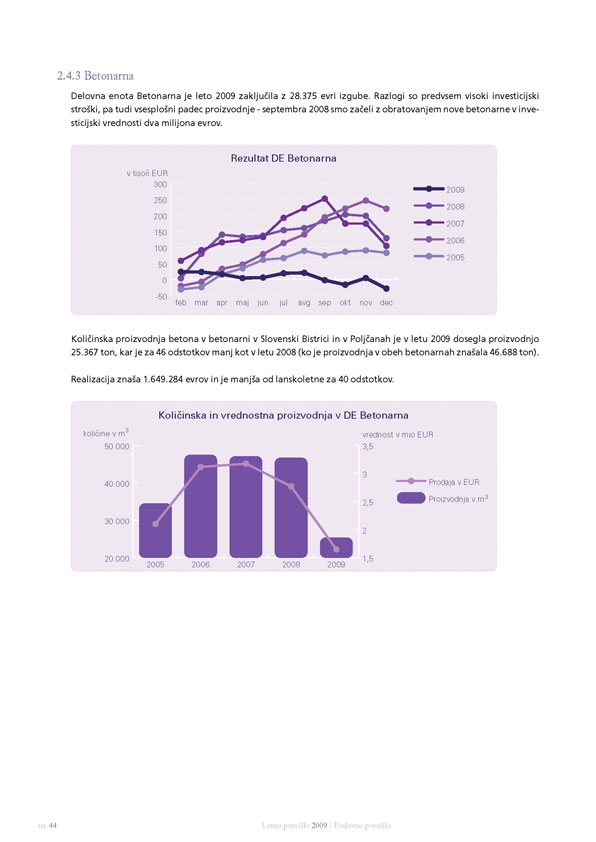 2.4.3 Betonarna
Delovna enota Betonarna je leto 2009 zaključila z 28.375 evri izgube. Razlogi so predvsem visoki investicijski
stroški, pa tudi vsesplošni padec proizvodnje - septembra 2008 smo začeli z obratovanjem nove betonarne v inve-
sticijski vrednosti dva milijona evrov.
Rezultat DE Betonarna
v tisoč EUR
300
250
200
150
100
50
0
-50
feb mar apr maj jun jul avg sep okt nov dec
2009
2008
2007
2006
2005
Količinska proizvodnja betona v betonarni v Slovenski Bistrici in v Poljčanah je v letu 2009 dosegla proizvodnjo
25.367 ton, kar je za 46 odstotkov manj kot v letu 2008 (ko je proizvodnja v obeh betonarnah znašala 46.688 ton).
Realizacija znaša 1.649.284 evrov in je manjša od lanskoletne za 40 odstotkov.
Količinska in vrednostna proizvodnja v DE Betonarna
količine v m³
50 000
40 000
30 000
20 000
2005 2006 2007 2008 2009
vrednost v mio EUR
3,5
3
2,5
2
1,5
Prodaja v EUR
Proizvodnja v m³
str. 44
Letno poročilo 2009 | Poslovno poročilo